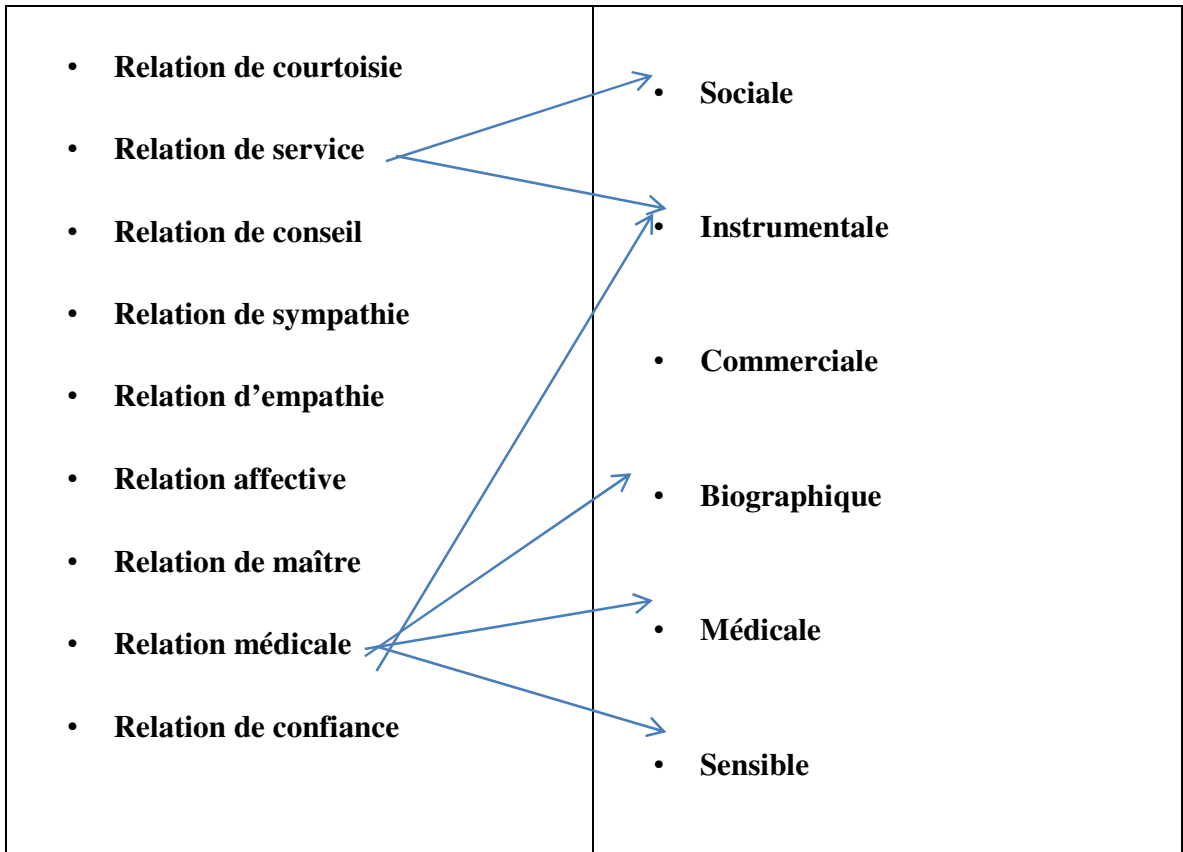 • Relation de courtoisie
• Relation de service
• Relation de conseil
• Relation de sympathie
• Relation d’empathie
• Relation affective
• Relation de maître
• Relation médicale
• Relation de confiance
• Sociale
• Instrumentale
• Commerciale
• Biographique
• Médicale
• Sensible